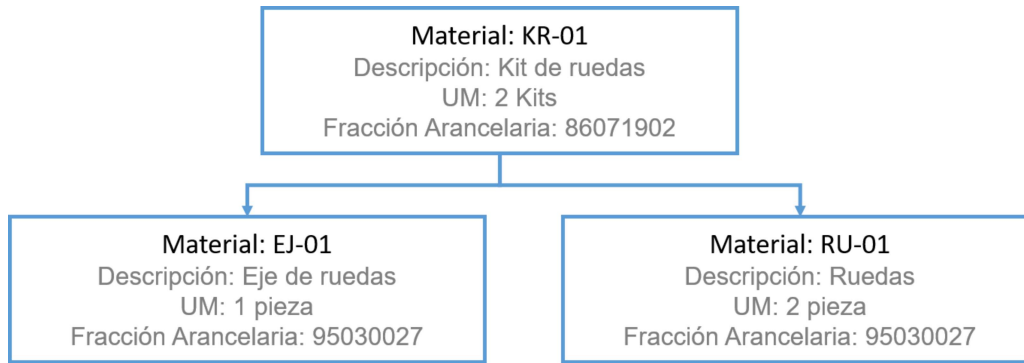 Material: KR-01
Descripción: Kit de ruedas
UM: 2 Kits
Fracción Arancelaria: 86071902
Material: EJ-01
Descripción: Eje de ruedas
UM: 1 pieza
Fracción Arancelaria: 95030027
Material: RU-01
Descripción: Ruedas
UM: 2 pieza
Fracción Arancelaria: 95030027